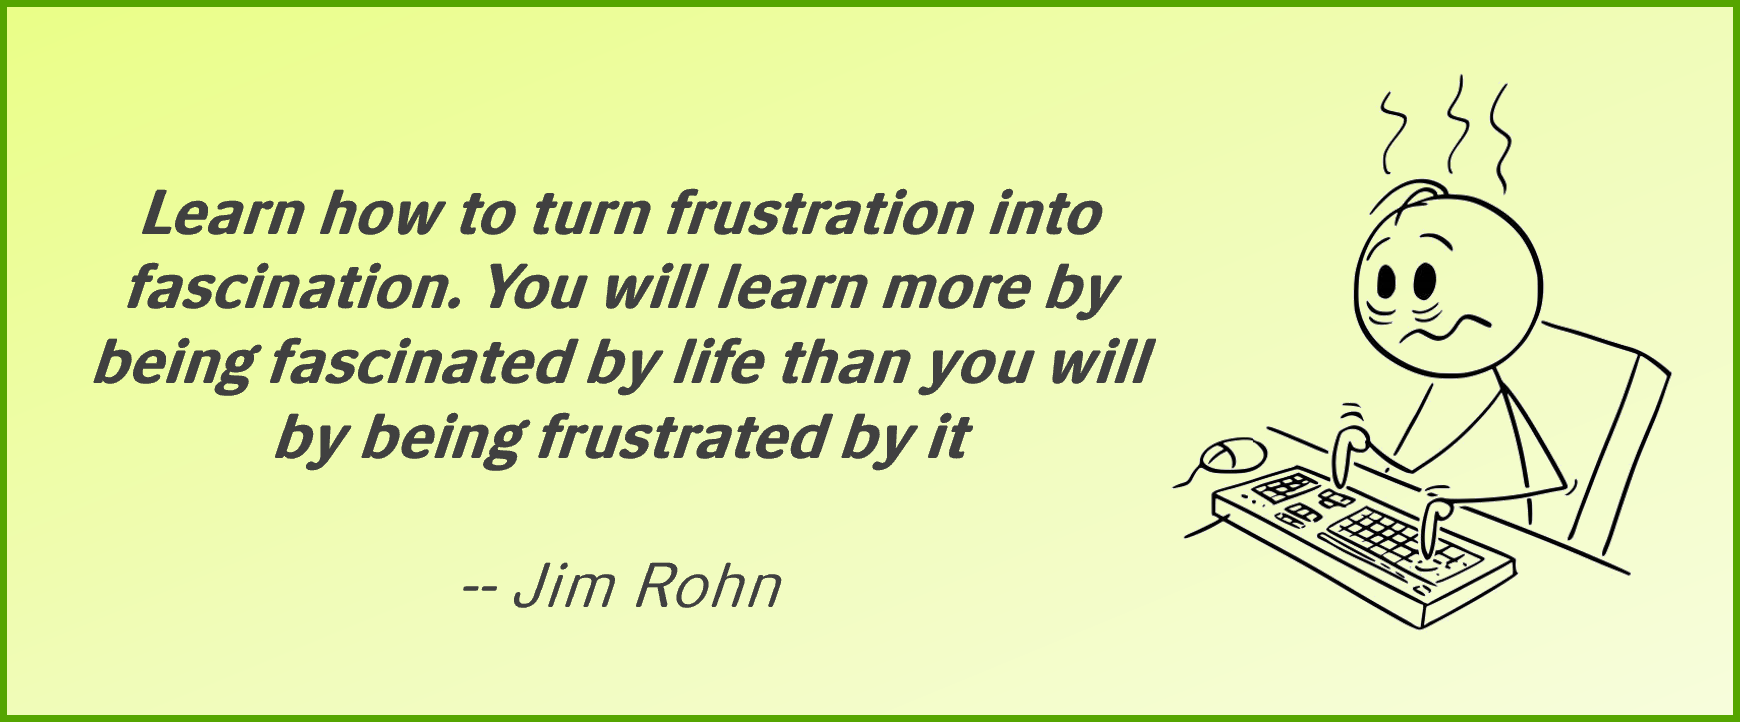 Learn how to turn frustration into
fascination. You will learn more by
being fascinated by life than you will
by being frustrated by it
-- Jim Rohn